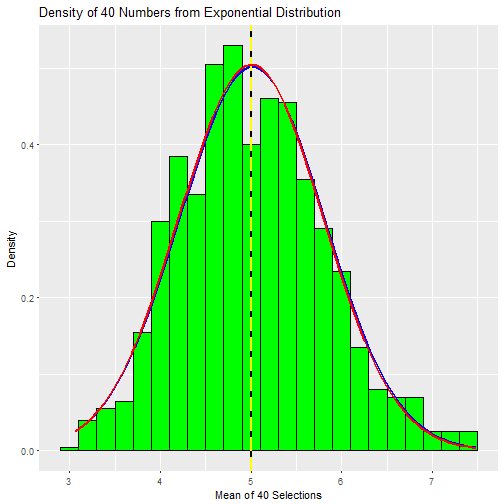 Density of 40 Numbers from Exponential Distribution
Density
0.4
0.2
0.0
3 4 5 6 7
Mean of 40 Selections